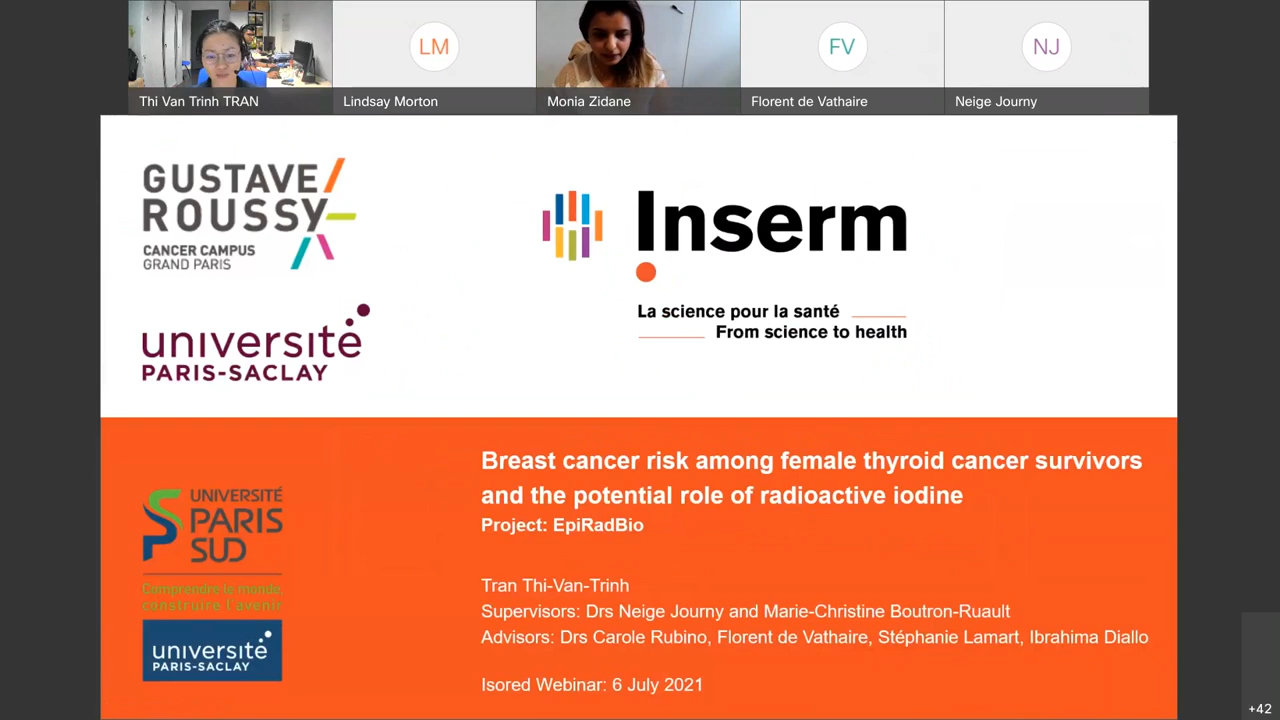 LM
FV
NJ
Thi Van Trinh TRAN
Lindsay Morton
Monia Zidane
Florent de Vathaire
Neige Journy
GUSTAVE
ROUSSY
CANCER CAMPUS
GRAND PARIS
Inserm
La science pour la santé
From science to health
université
PARIS-SACLAY
Breast cancer risk among female thyroid cancer survivors
and the potential role of radioactive iodine
Project: EpiRadBio
UNIVERSITÉ
PARIS
SUD
Comprendre le monde,
construire l'avenir
université
PARIS-SACLAY
Tran Thi-Van-Trinh
Supervisors: Drs Neige Journy and Marie-Christine Boutron-Ruault
Advisors: Drs Carole Rubino, Florent de Vathaire, Stéphanie Lamart, Ibrahima Diallo
Isored Webinar: 6 July 2021
+42